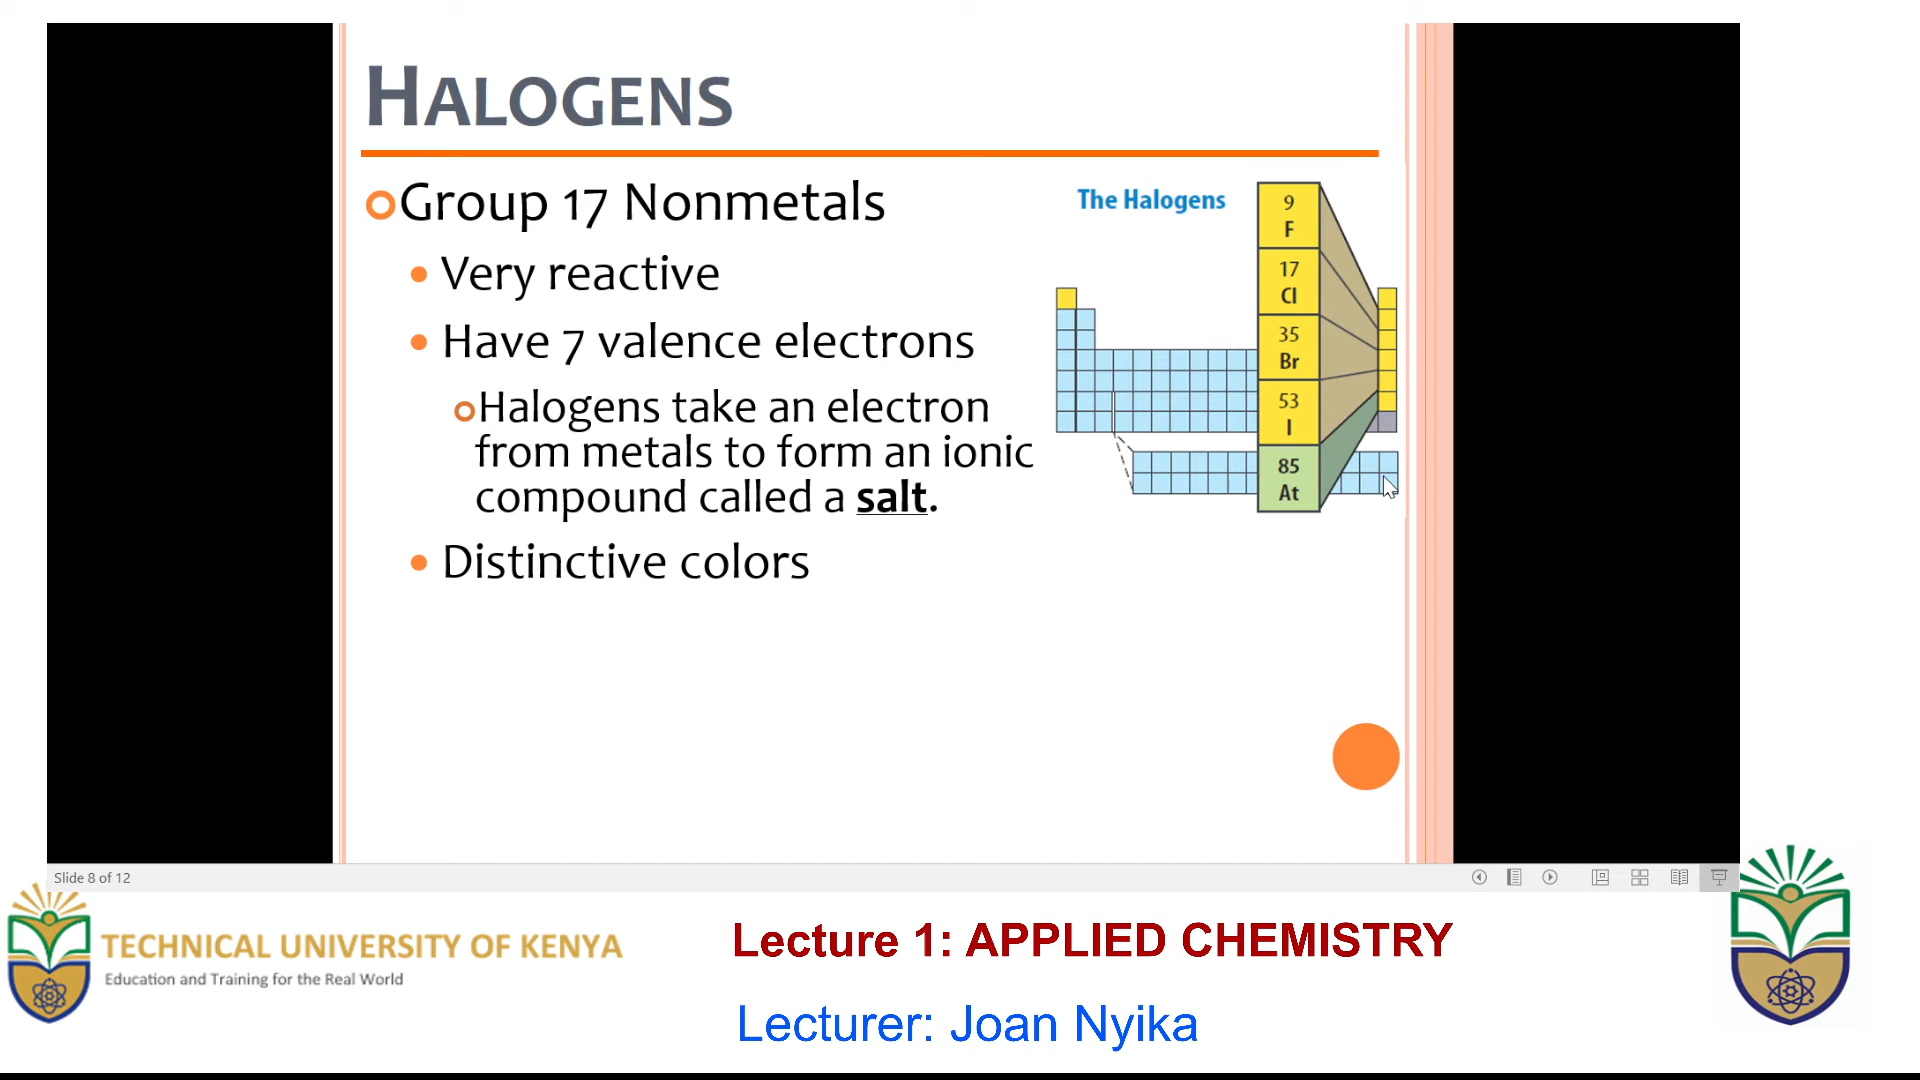 HALOGENS
Group 17 Nonmetals
Very reactive
Have 7 valence electrons
Halogens take an electron
from metals to form an ionic
compound called a salt.
Distinctive colors
The Halogens
9
F
17
Cl
35
Br
53
I
85
At
Slide 8 of 12
TECHNICAL UNIVERSITY OF KENYA
Education and Training for the Real World
Lecture 1: APPLIED CHEMISTRY
Lecturer: Joan Nyika